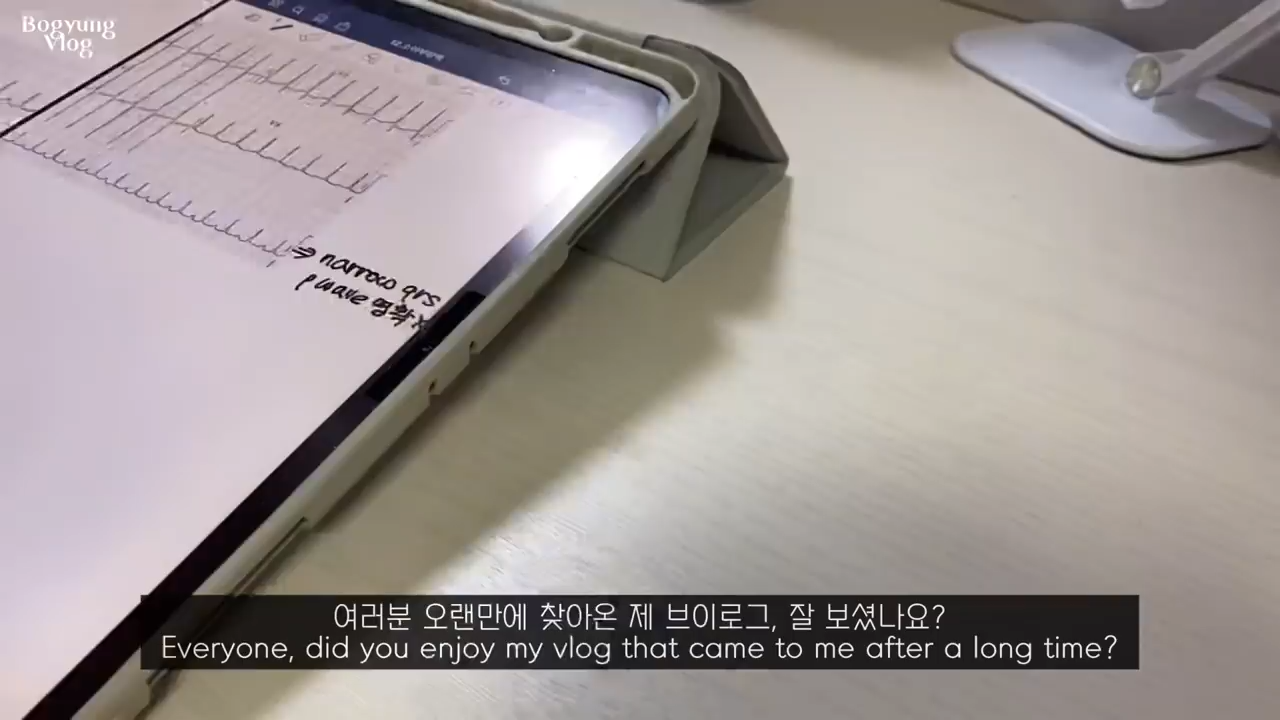 Bogyung
Vlog
⇒ narrow qrs
p wave 명확 X
여러분 오랜만에 찾아온 제 브이로그, 잘 보셨나요?
Everyone, did you enjoy my vlog that came to me after a long time?